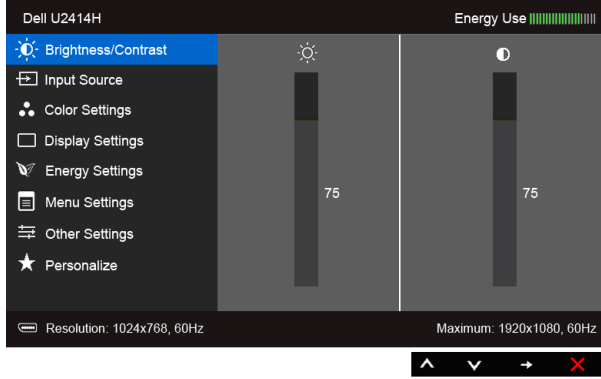 Dell U2414H Energy Use
Brightness/Contrast
Input Source
Color Settings
Display Settings
Energy Settings
75 75
Menu Settings
Other Settings
Personalize
Resolution: 1024x768, 60Hz Maximum: 1920x1080, 60Hz